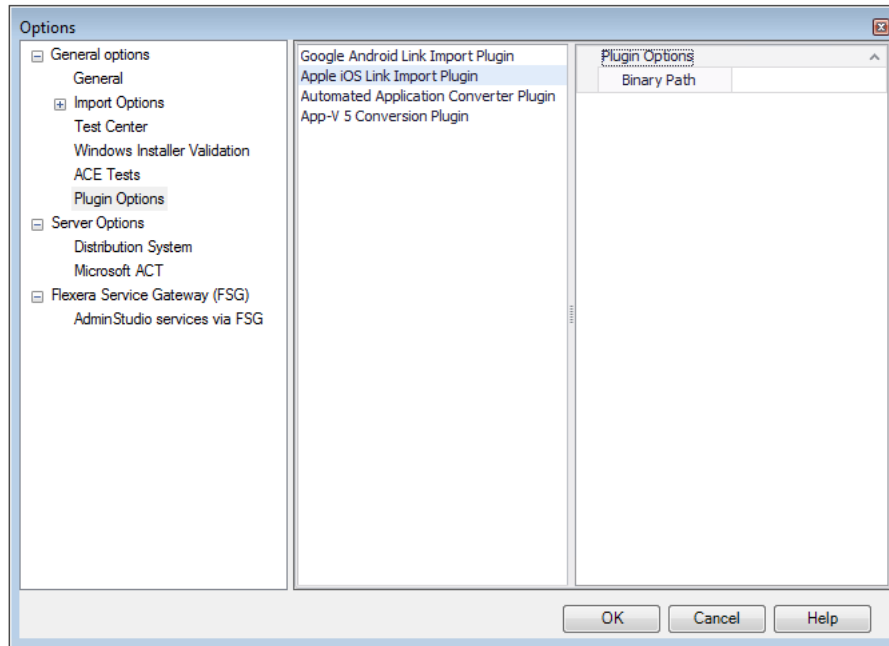 Options
General options
General
Import Options
Test Center
Windows Installer Validation
ACE Tests
Plugin Options
Server Options
Distribution System
Microsoft ACT
Flexera Service Gateway (FSG)
AdminStudio services via FSG
Google Android Link Import Plugin
Apple iOS Link Import Plugin
Automated Application Converter Plugin
App-V 5 Conversion Plugin
Plugin Options
Binary Path
OK
Cancel
Help